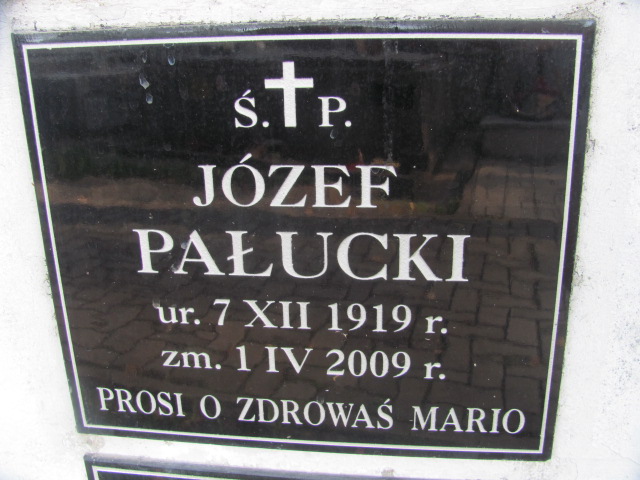 Ś. P.
JÓZEF
PAŁUCKI
ur. 7 XII 1919 r.
zm. 1 IV 2009 r.
PROSI O ZDROWAŚ MARIO